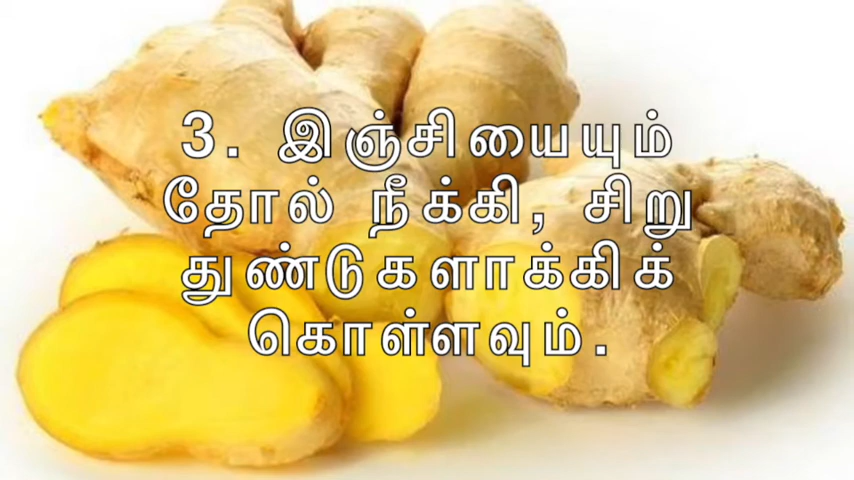 3. இஞ்சியையும்
தோல் நீக்கி, சிறு
துண்டுகளாக்கிக்
கொள்ளவும்.